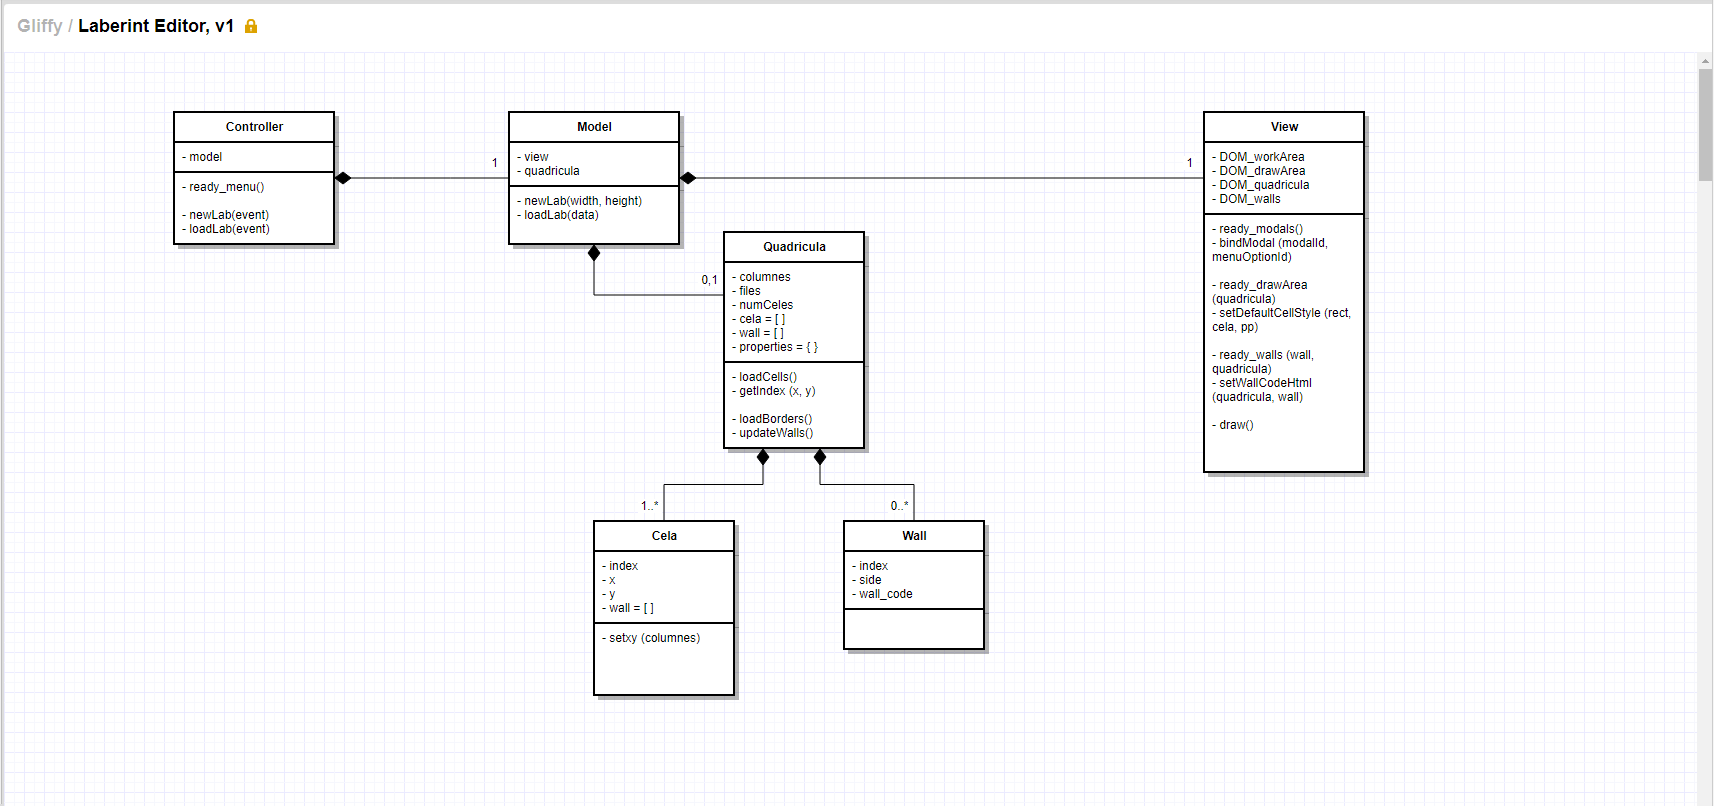 Gliffy / Laberint Editor, v1
Controller
- model
- ready_menu()
- newLab(event)
- loadLab(event)
1
Model
- view
- quadricula
- newLab(width, height)
- loadLab(data)
1
View
- DOM_workArea
- DOM_drawArea
- DOM_quadricula
- DOM_walls
- ready_modals()
- bindModal (modalId,
menuOptionId)
- ready_drawArea
(quadricula)
- setDefaultCellStyle (rect,
cela, pp)
- ready_walls (wall,
quadricula)
- setWallCodeHtml
(quadricula, wall)
- draw()
0,1
Quadricula
- columnes
- files
- numCeles
- cela = [ ]
- wall = [ ]
- properties = { }
- loadCells()
- getIndex (x, y)
- loadBorders()
- updateWalls()
1..*
Cela
- index
- x
- y
- wall = [ ]
- setxy (columnes)
0..*
Wall
- index
- side
- wall_code